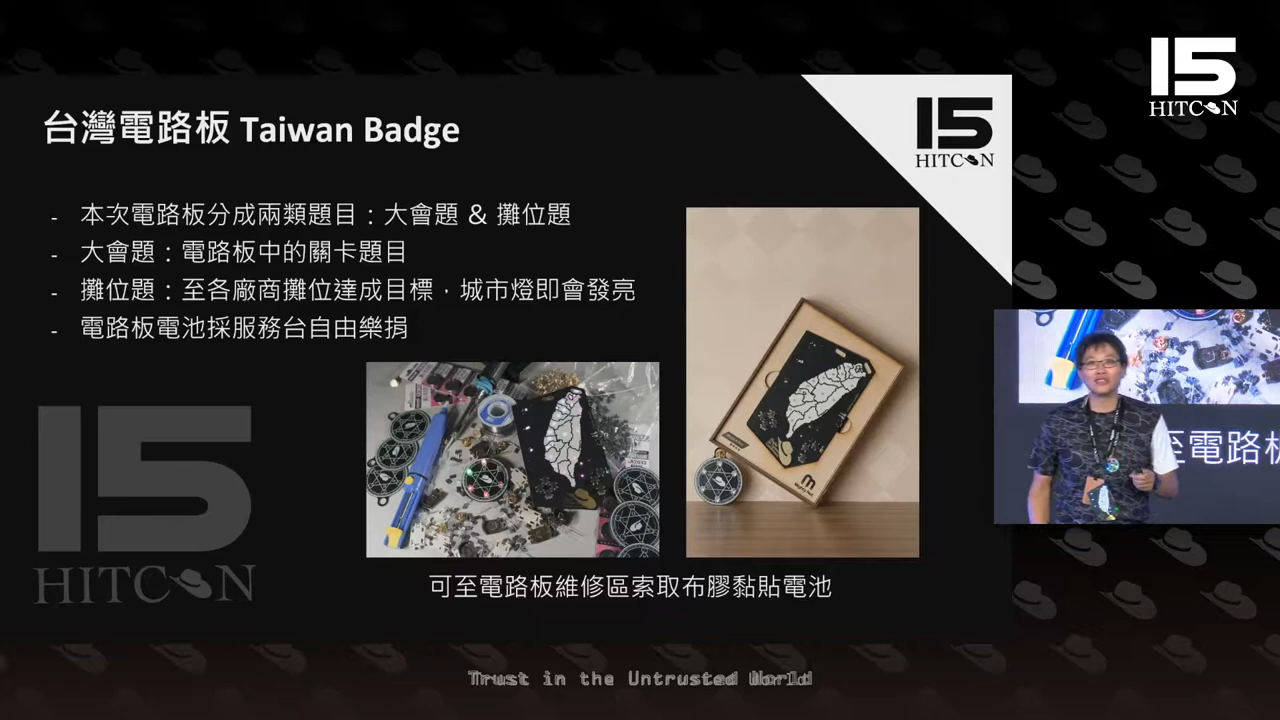 15
HITCON
台灣電路板 Taiwan Badge
15
HITCON
- 本次電路板分成兩類題目：大會題 & 攤位題
- 大會題：電路板中的關卡題目
- 攤位題：至各廠商攤位達成目標，城市燈即會發亮
- 電路板電池採服務台自由樂捐
至電路板
15
HITCON
可至電路板維修區索取布膠黏貼電池
Trust in the Untrusted World